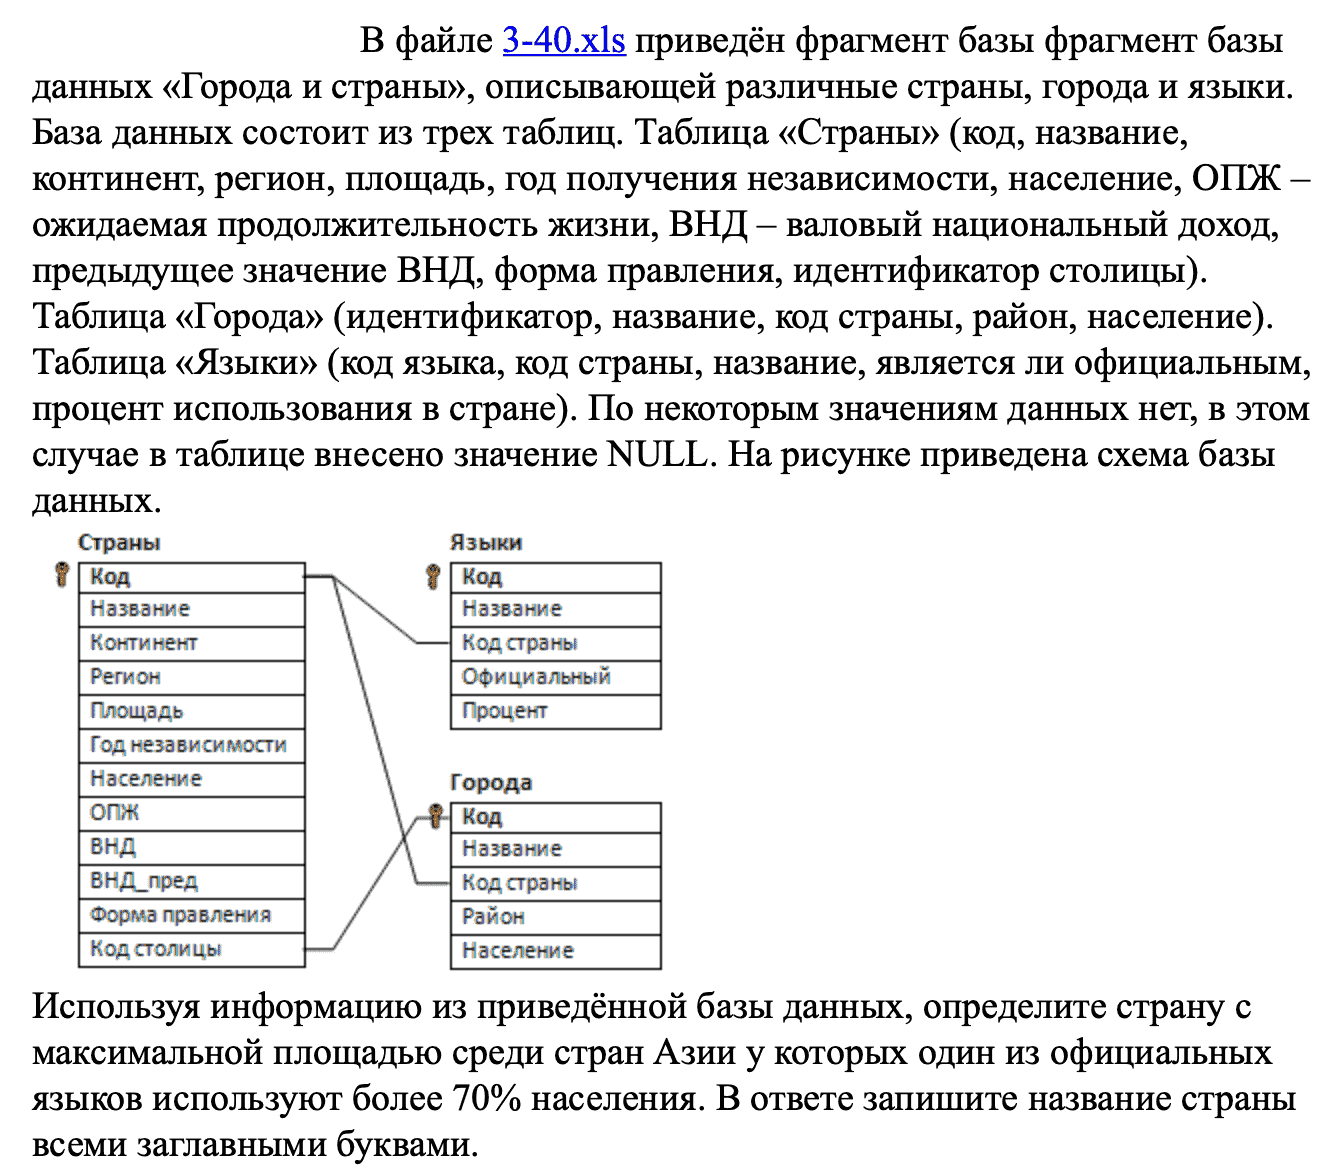 В файле 3-40.xls приведён фрагмент базы фрагмент базы
данных «Города и страны», описывающей различные страны, города и языки.
База данных состоит из трех таблиц. Таблица «Страны» (код, название,
континент, регион, площадь, год получения независимости, население, ОПЖ –
ожидаемая продолжительность жизни, ВНД – валовый национальный доход,
предыдущее значение ВНД, форма правления, идентификатор столицы).
Таблица «Города» (идентификатор, название, код страны, район, население).
Таблица «Языки» (код языка, код страны, название, является ли официальным,
процент использования в стране). По некоторым значениям данных нет, в этом
случае в таблице внесено значение NULL. На рисунке приведена схема базы
данных.
Страны
Код
Название
Континент
Регион
Площадь
Год независимости
Население
ОПЖ
ВНД
ВНД_пред
Форма правления
Код столицы
Языки
Код
Название
Код страны
Официальный
Процент
Города
Код
Название
Код страны
Район
Население
Используя информацию из приведённой базы данных, определите страну с
максимальной площадью среди стран Азии у которых один из официальных
языков используют более 70% населения. В ответе запишите название страны
всеми заглавными буквами.